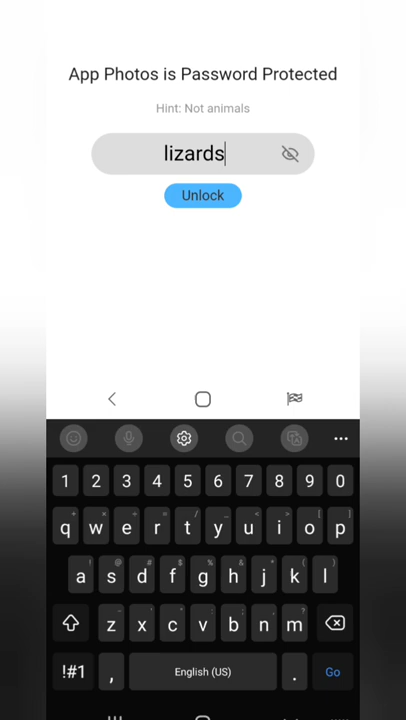 App Photos is Password Protected
Hint: Not animals
lizards
Unlock
1 2 3 4 5 6 7 8 9 0
q w e r t y u i o p
a s d f g h j k l
z x c v b n m
!#1 , English (US) . Go